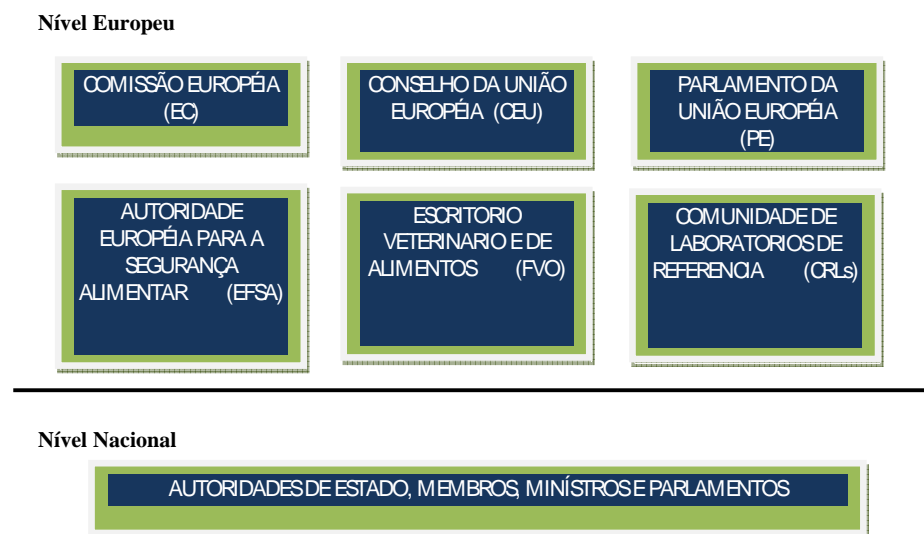 Nível Europeu
COMISSÃO EUROPÉIA
(EC)
CONSELHO DA UNIÃO
EUROPÉIA (CEU)
PARLAMENTO DA
UNIÃO EUROPÉIA
(PE)
AUTORIDADE
EUROPÉIA PARA A
SEGURANÇA
ALIMENTAR (EFSA)
ESCRITORIO
VETERINARIO E DE
ALIMENTOS (FVO)
COMUNIDADE DE
LABORATORIOS DE
REFERENCIA (CRLs)
Nível Nacional
AUTORIDADES DE ESTADO, MEMBROS, MINÍSTROS E PARLAMENTOS